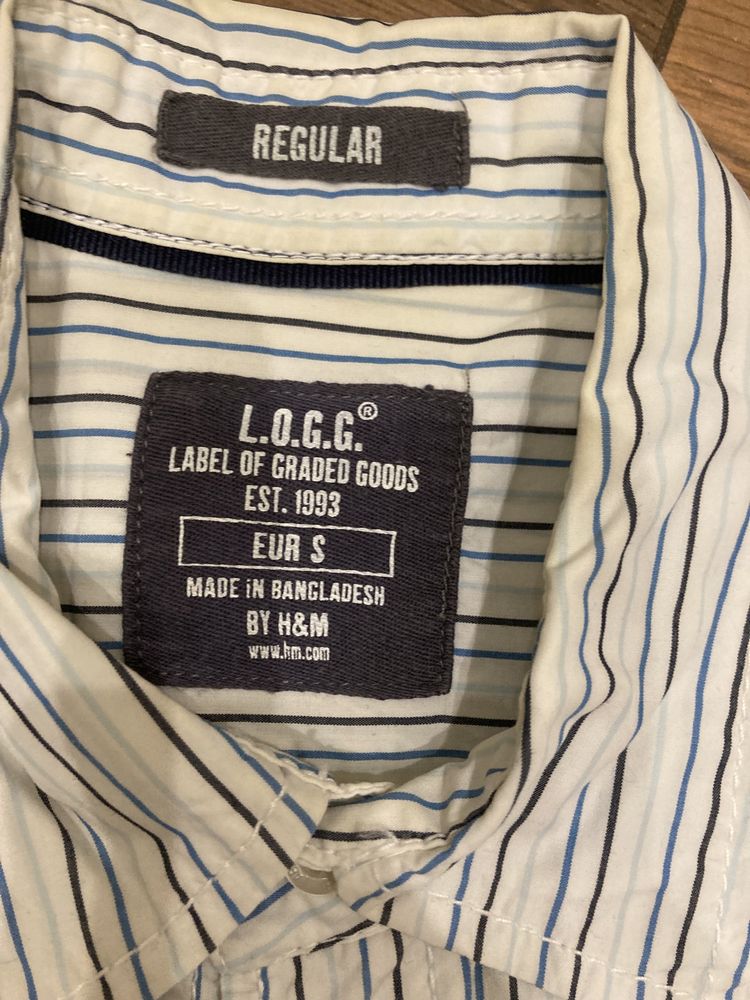 REGULAR
L.O.G.G.®
LABEL OF GRADED GOODS
EST. 1993
EUR S
MADE iN BANGLADESH
BY H&M
www.hm.com